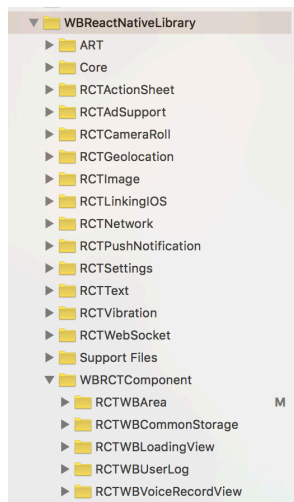 WBReactNativeLibrary
ART
Core
RCTActionSheet
RCTAdSupport
RCTCameraRoll
RCTGeolocation
RCTImage
RCTLinkingIOS
RCTNetwork
RCTPushNotification
RCTSettings
RCTText
RCTVibration
RCTWebSocket
Support Files
WBRCTComponent
RCTWBArea M
RCTWBCommonStorage
RCTWBLoadingView
RCTWBUserLog
RCTWBVoiceRecordView